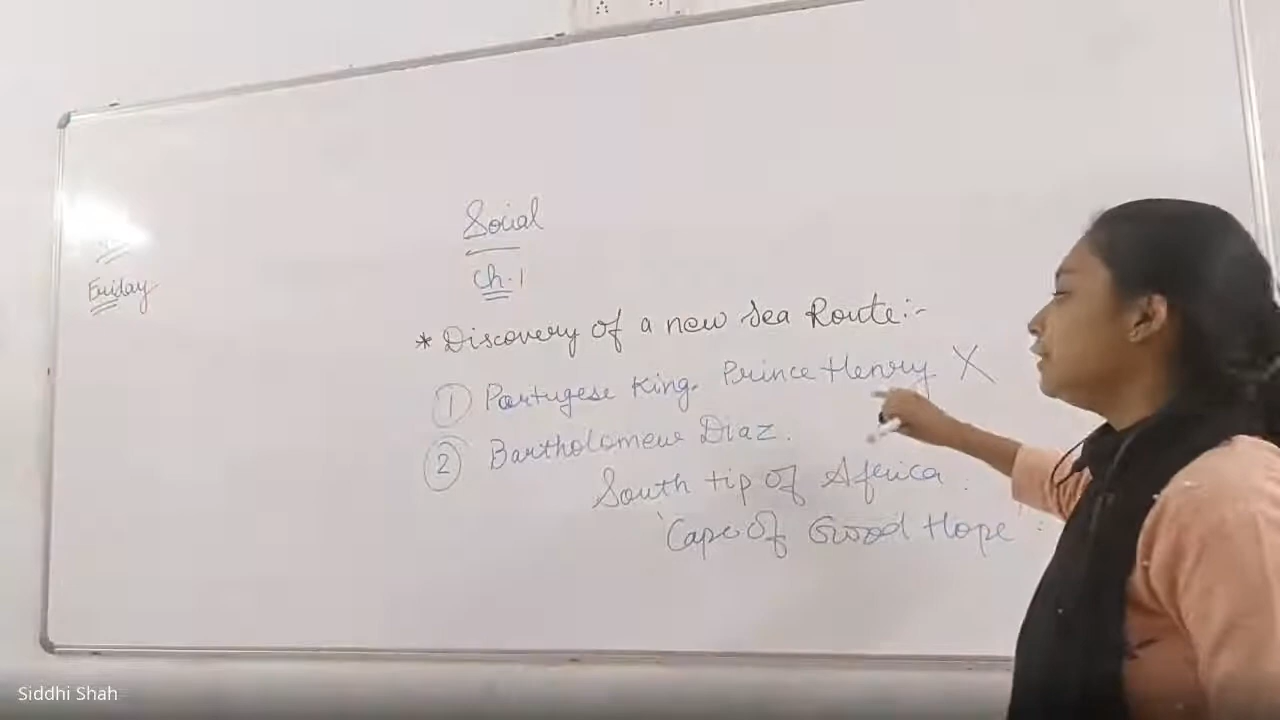 Social
Ch.1
Friday
* Discovery of a new Sea Route:-
① Portugese King. Prince Henry X
② Bartholomew Diaz.
South tip of Africa.
'Cape of Good Hope'.
Siddhi Shah